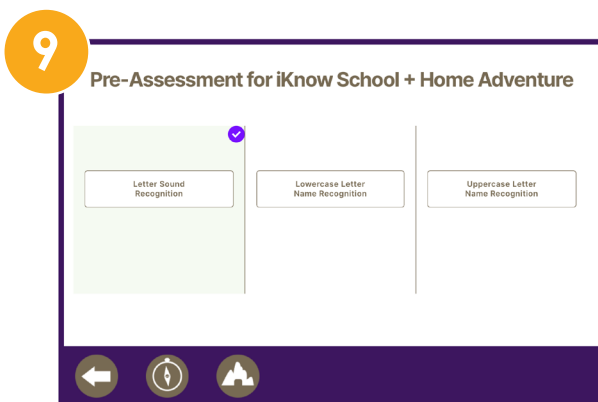 9
Pre-Assessment for iKnow School + Home Adventure
Letter Sound
Recognition
Lowercase Letter
Name Recognition
Uppercase Letter
Name Recognition